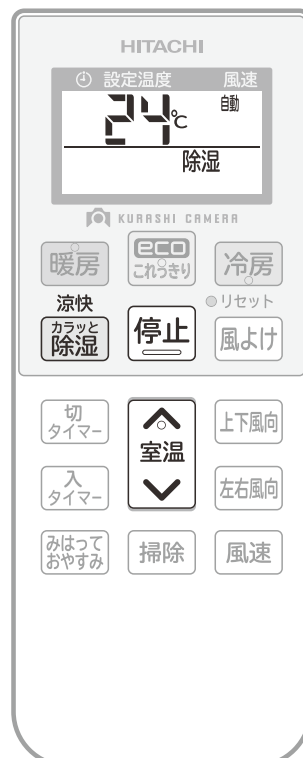 HITACHI
設定温度 風速
24℃ 自動
除湿
KURASHI CAMERA
暖房 eco これっきり 冷房
涼快 リセット
カラッと除湿 停止 風よけ
切タイマー 上下風向
室温
入タイマー 左右風向
みはっておやすみ 掃除 風速